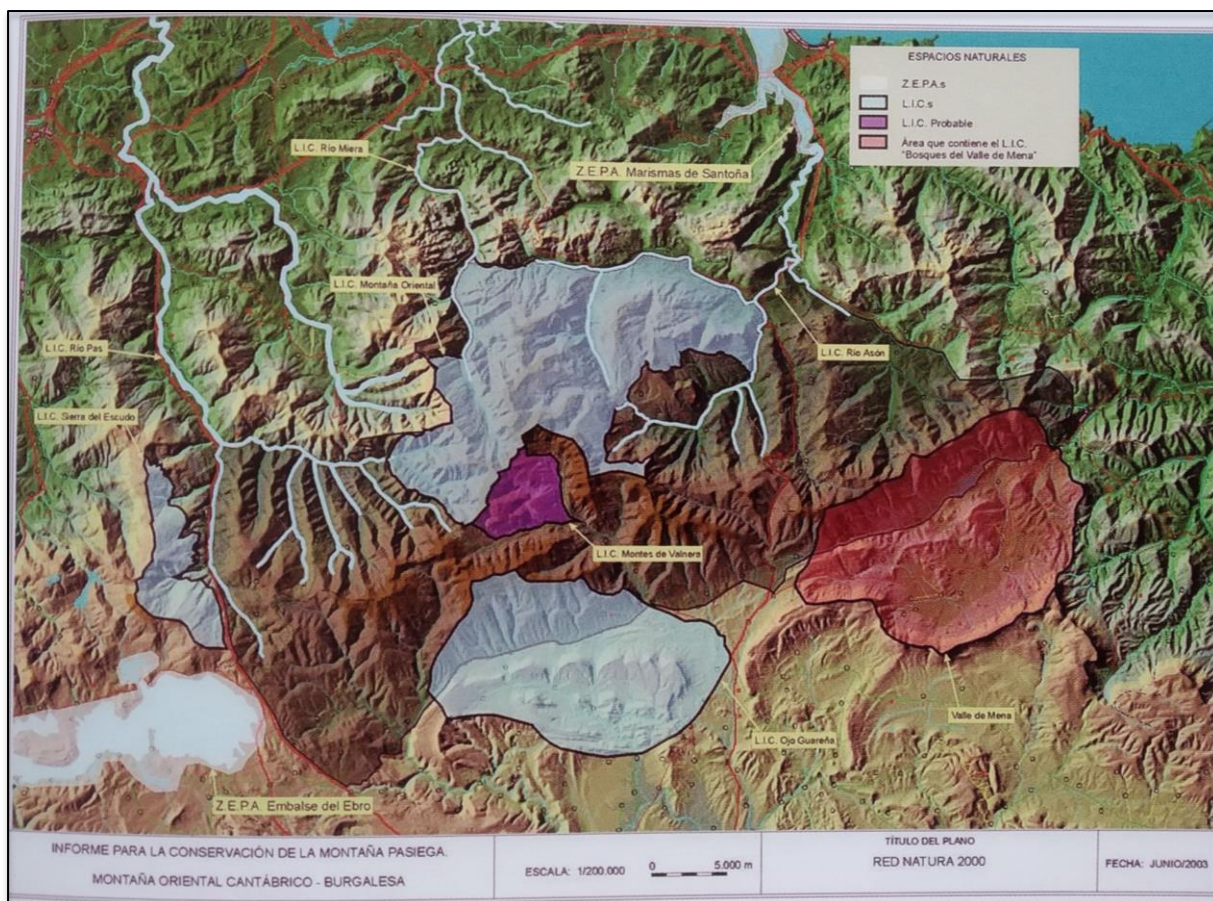 ESPACIOS NATURALES
Z.E.P.A.s
L.I.C.s
L.I.C. Probable
Área que contiene el L.I.C.
"Bosques del Valle de Mena"
L.I.C. Río Miera
Z.E.P.A. Marismas de Santoña
L.I.C. Montaña Oriental
L.I.C. Río Pas
L.I.C. Río Asón
L.I.C. Sierra del Escudo
L.I.C. Montes de Valnera
Valle de Mena
L.I.C. Ojo Guareña
Z.E.P.A. Embalse del Ebro
INFORME PARA LA CONSERVACIÓN DE LA MONTAÑA PASIEGA.
MONTAÑA ORIENTAL CANTÁBRICO - BURGALESA
ESCALA: 1/200.000
0 5.000 m
TÍTULO DEL PLANO
RED NATURA 2000
FECHA: JUNIO/2003